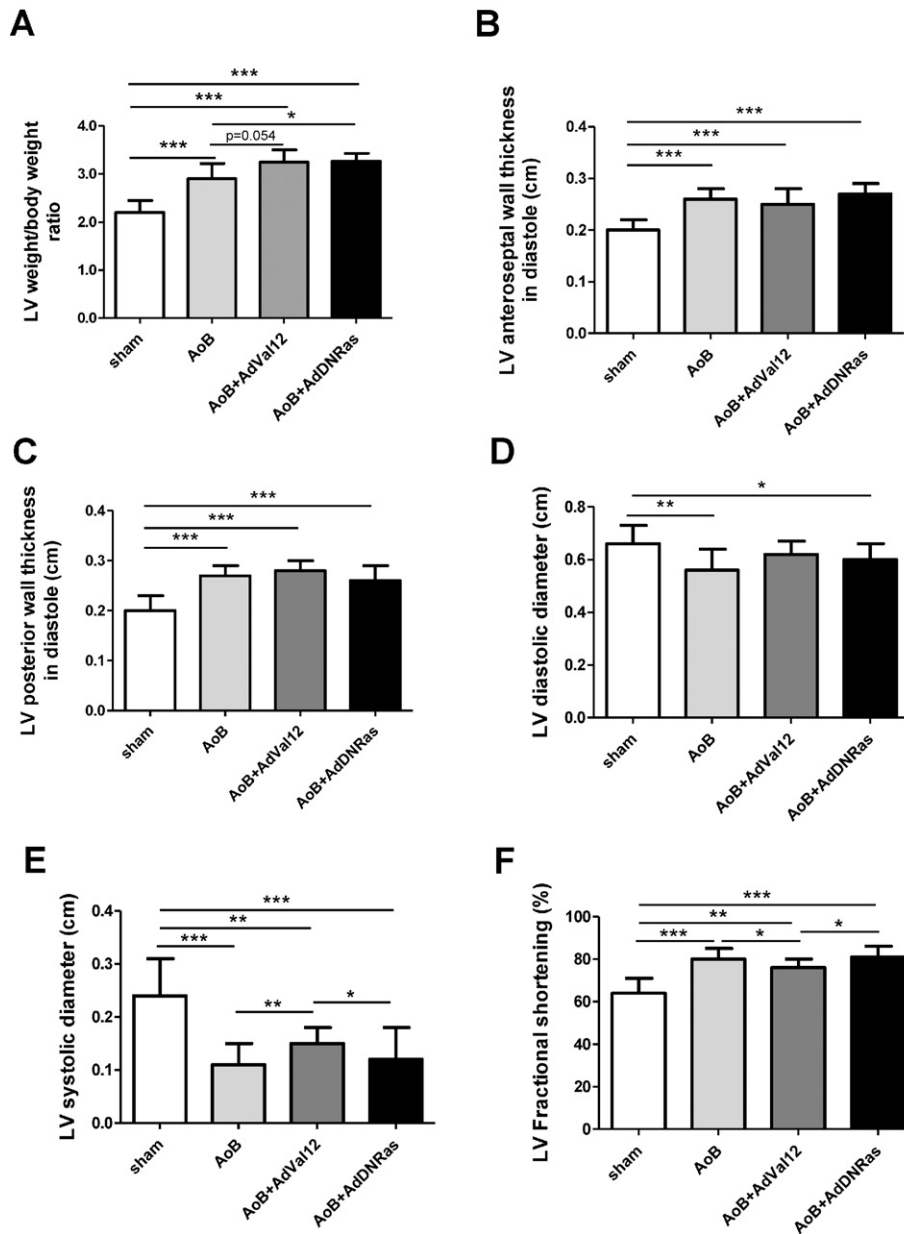 A
LV weight/body weight
ratio
4.0
3.0
2.0
1.0
0.0
***
***
*
p=0.054
***
sham
AoB
AoB+AdVal12
AoB+AdDNRas
B
LV anteroseptal wall thickness
in diastole (cm)
0.4
0.3
0.2
0.1
0.0
***
***
***
sham
AoB
AoB+AdVal12
AoB+AdDNRas
C
LV posterior wall thickness
in diastole (cm)
0.4
0.3
0.2
0.1
0.0
***
***
***
sham
AoB
AoB+AdVal12
AoB+AdDNRas
D
LV diastolic diameter (cm)
0.8
0.6
0.4
0.2
0.0
*
**
sham
AoB
AoB+AdVal12
AoB+AdDNRas
E
LV systolic diameter (cm)
0.4
0.3
0.2
0.1
0.0
***
**
***
**
*
sham
AoB
AoB+AdVal12
AoB+AdDNRas
F
LV Fractional shortening (%)
100
80
60
40
20
0
***
**
***
*
*
sham
AoB
AoB+AdVal12
AoB+AdDNRas